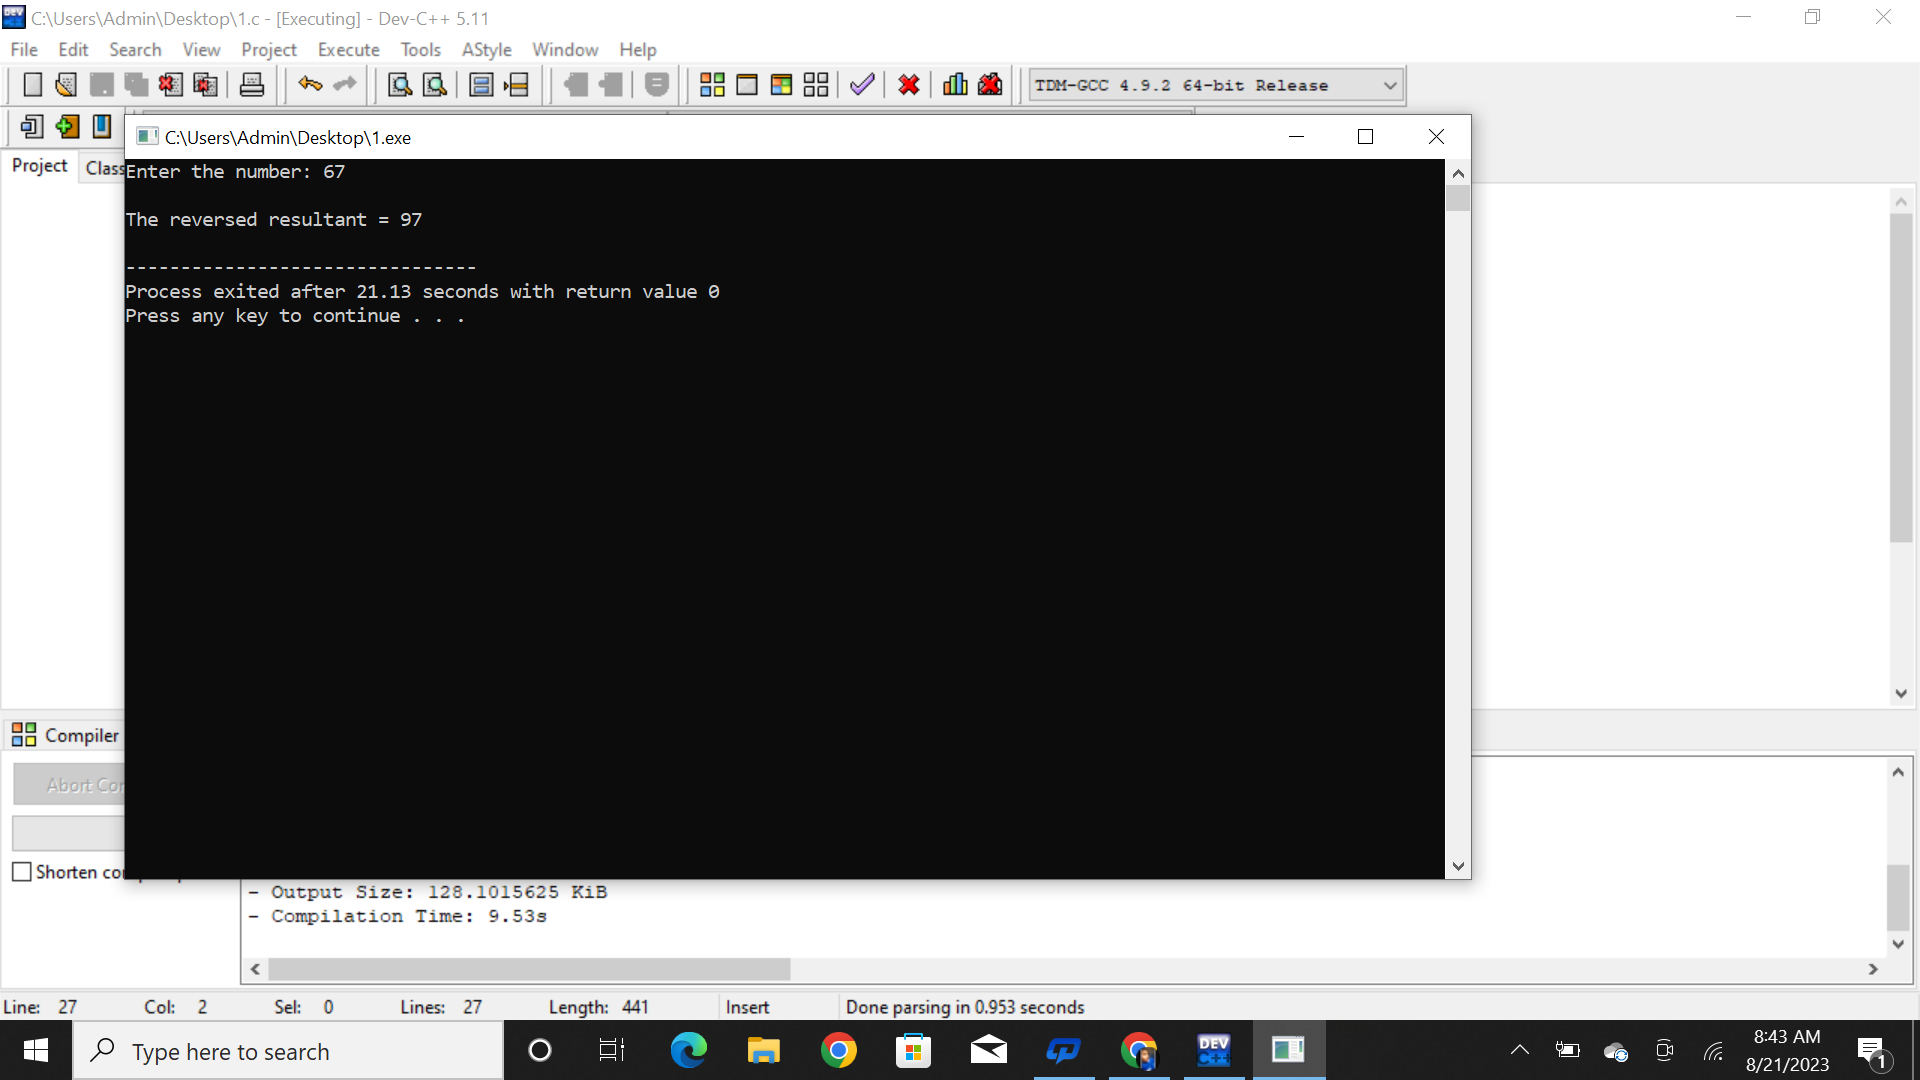 C:\Users\Admin\Desktop\1.c - [Executing] - Dev-C++ 5.11
File Edit Search View Project Execute Tools AStyle Window Help
TDM-GCC 4.9.2 64-bit Release
Project Class
C:\Users\Admin\Desktop\1.exe
Enter the number: 67
The reversed resultant = 97
--------------------------------
Process exited after 21.13 seconds with return value 0
Press any key to continue . . .
Compiler
Abort Con
Shorten
- Output Size: 128.1015625 KiB
- Compilation Time: 9.53s
Line: 27 Col: 2 Sel: 0 Lines: 27 Length: 441 Insert Done parsing in 0.953 seconds
Type here to search
DEV
C++
8:43 AM
8/21/2023
1